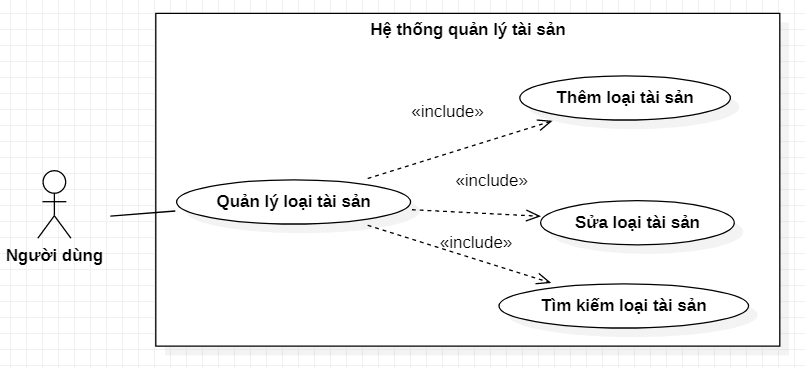 Hệ thống quản lý tài sản
Thêm loại tài sản
«include»
«include»
Quản lý loại tài sản
Sửa loại tài sản
«include»
Người dùng
Tìm kiếm loại tài sản